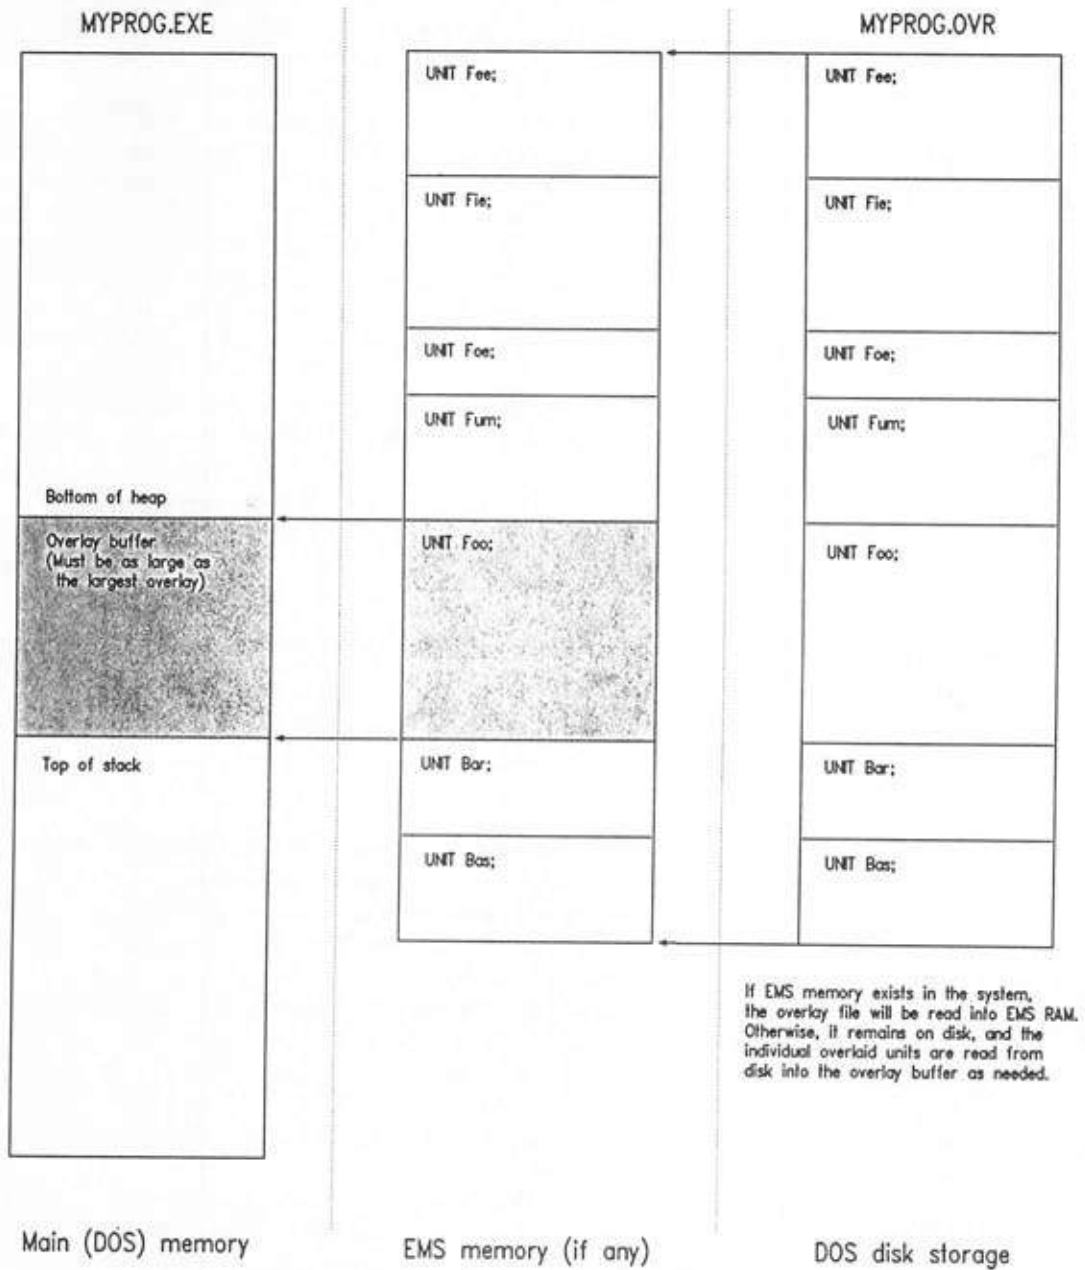 MYPROG.EXE
MYPROG.OVR
UNIT Fee;
UNIT Fie;
UNIT Foe;
UNIT Fum;
UNIT Foo;
UNIT Bar;
UNIT Bas;
UNIT Fee;
UNIT Fie;
UNIT Foe;
UNIT Fum;
UNIT Foo;
UNIT Bar;
UNIT Bas;
Bottom of heap
Overlay buffer
(Must be as large as
the largest overlay)
Top of stack
If EMS memory exists in the system,
the overlay file will be read into EMS RAM.
Otherwise, it remains on disk, and the
individual overlaid units are read from
disk into the overlay buffer as needed.
Main (DOS) memory
EMS memory (if any)
DOS disk storage